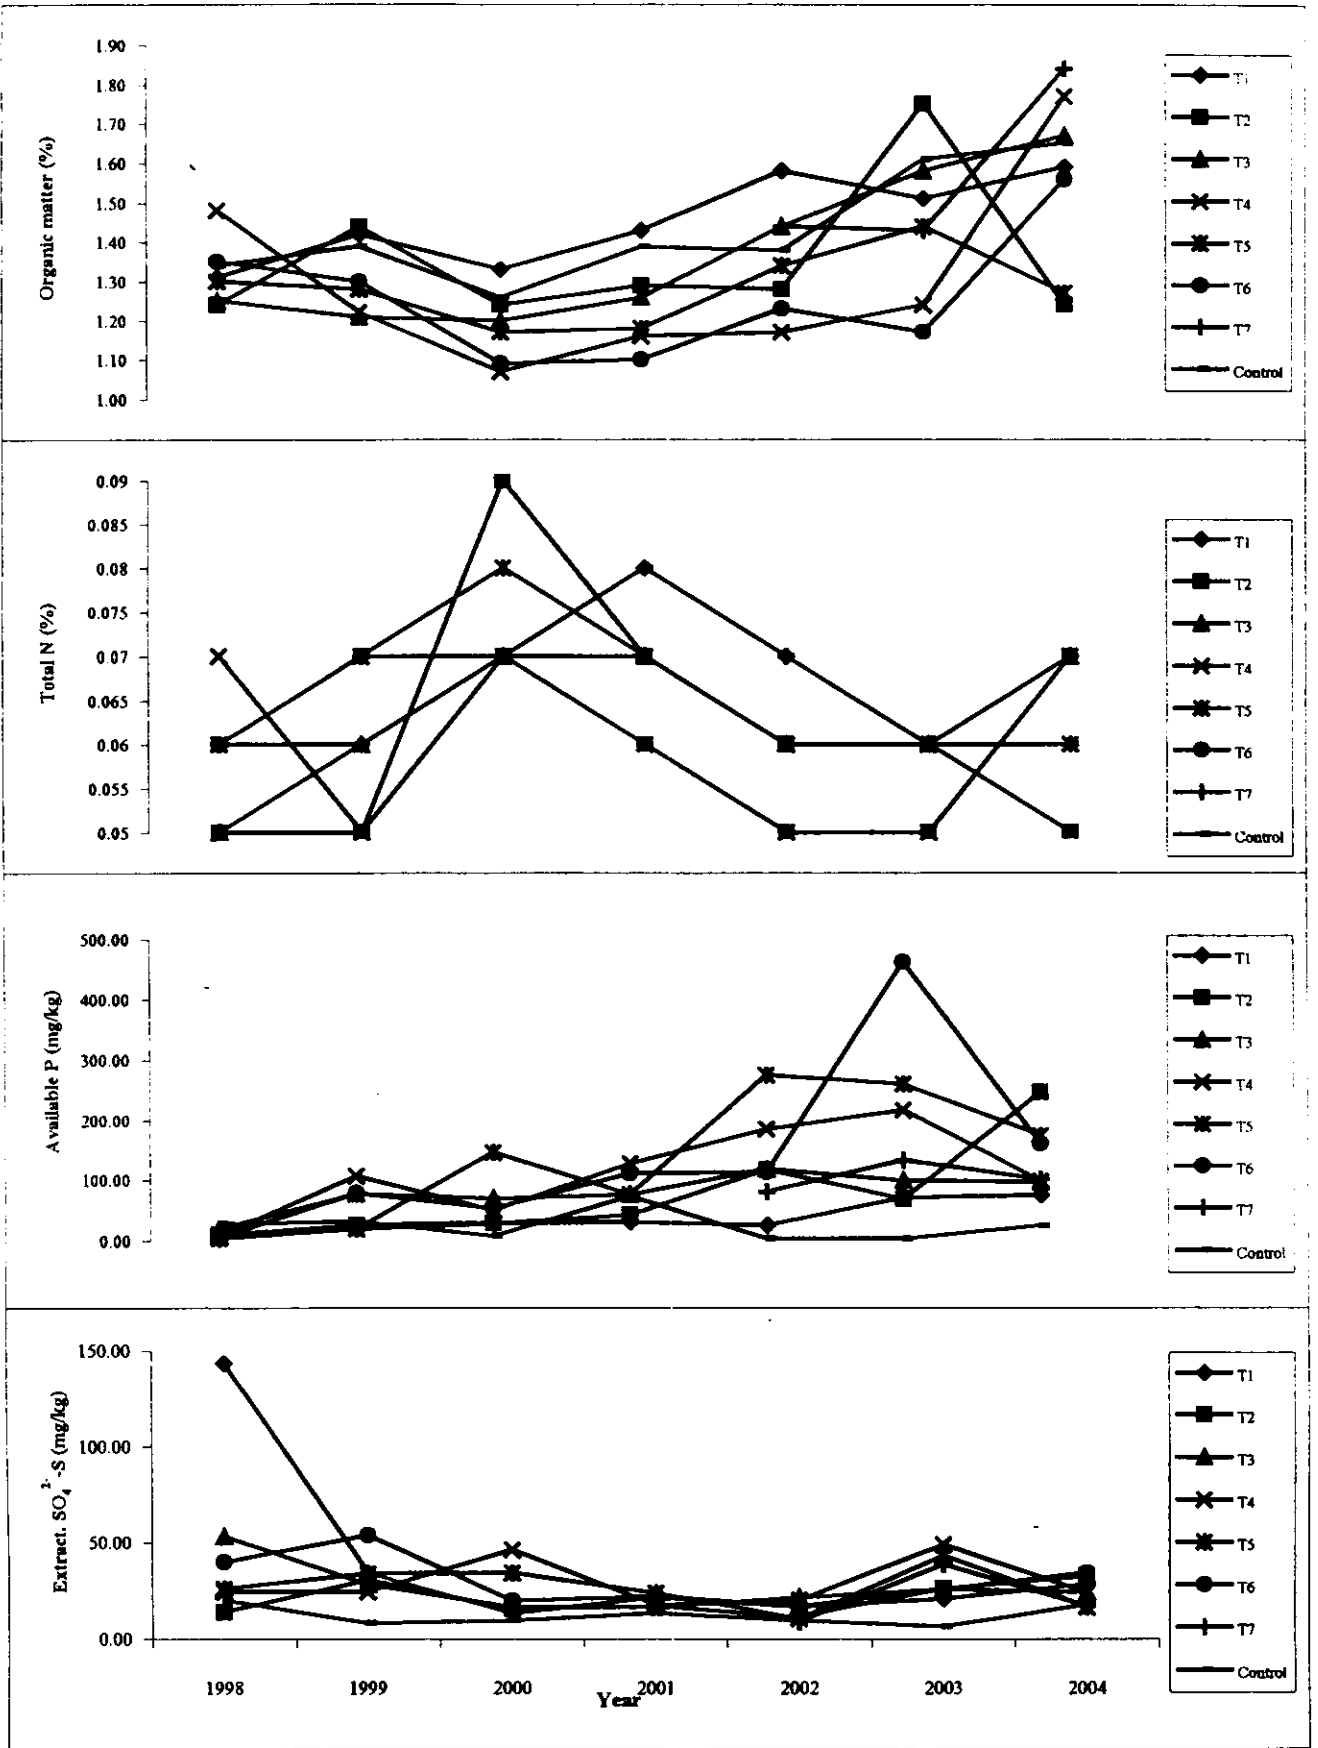 Organic matter (%)
1.90
1.80
1.70
1.60
1.50
1.40
1.30
1.20
1.10
1.00
T1
T2
T3
T4
T5
T6
T7
Control
Total N (%)
0.09
0.085
0.08
0.075
0.07
0.065
0.06
0.055
0.05
T1
T2
T3
T4
T5
T6
T7
Control
Available P (mg/kg)
500.00
400.00
300.00
200.00
100.00
0.00
T1
T2
T3
T4
T5
T6
T7
Control
Extract. SO₄²⁻-S (mg/kg)
150.00
100.00
50.00
0.00
T1
T2
T3
T4
T5
T6
T7
Control
1998 1999 2000 2001 2002 2003 2004
Year